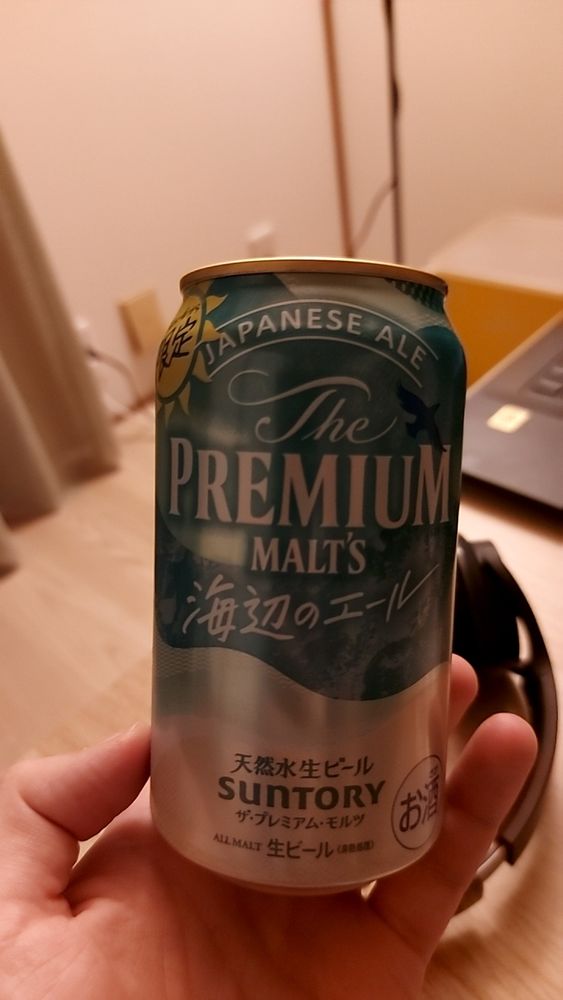 限定
JAPANESE ALE
The
PREMIUM
MALT'S
海辺のエール
天然水生ビール
SUNTORY
ザ・プレミアム・モルツ
ALL MALT 生ビール
お酒